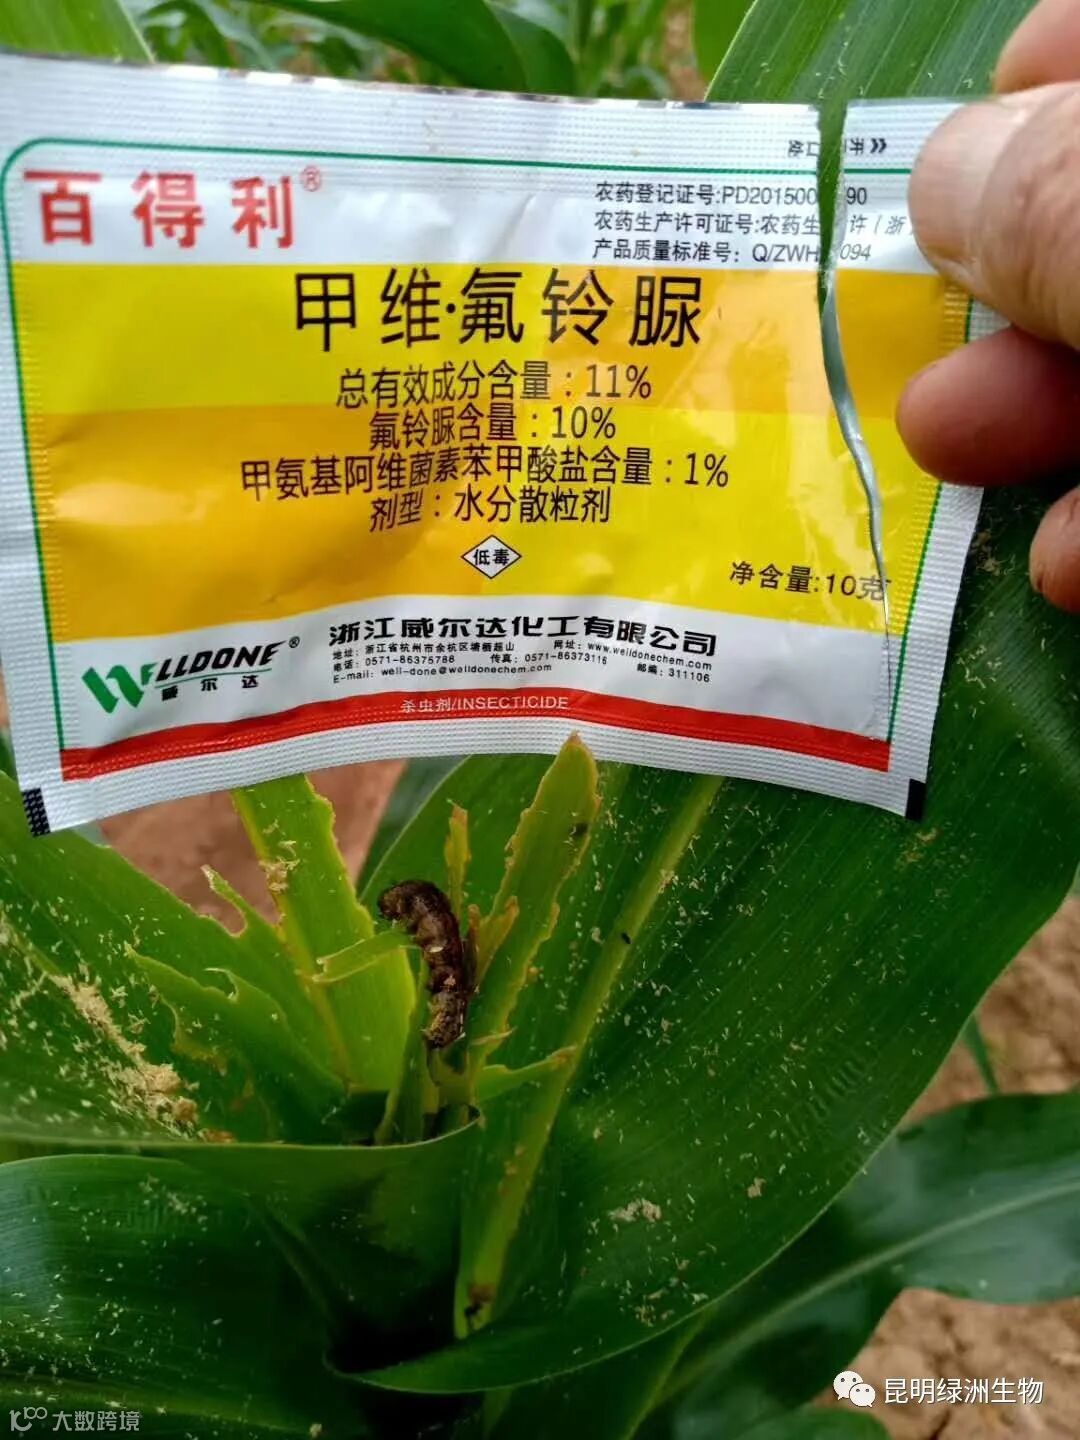 开 口处
百得利®
农药登记证号:PD201500 90
农药生产许可证号:农药生 许(浙)
产品质量标准号: Q/ZWH 094
甲维·氟铃脲
总有效成分含量:11%
氟铃脲含量:10%
甲氨基阿维菌素苯甲酸盐含量:1%
剂型:水分散粒剂
低毒
净含量:10克
WELLDONE®
威尔达
浙江威尔达化工有限公司
地址:浙江省杭州市余杭区塘栖超山 网址:www.welldonechem.com
电话:0571-86375788 传真:0571-86373116 邮编:311106
E-mail: well-done@welldonechem.com
杀虫剂/INSECTICIDE
昆明绿洲生物
大数跨境